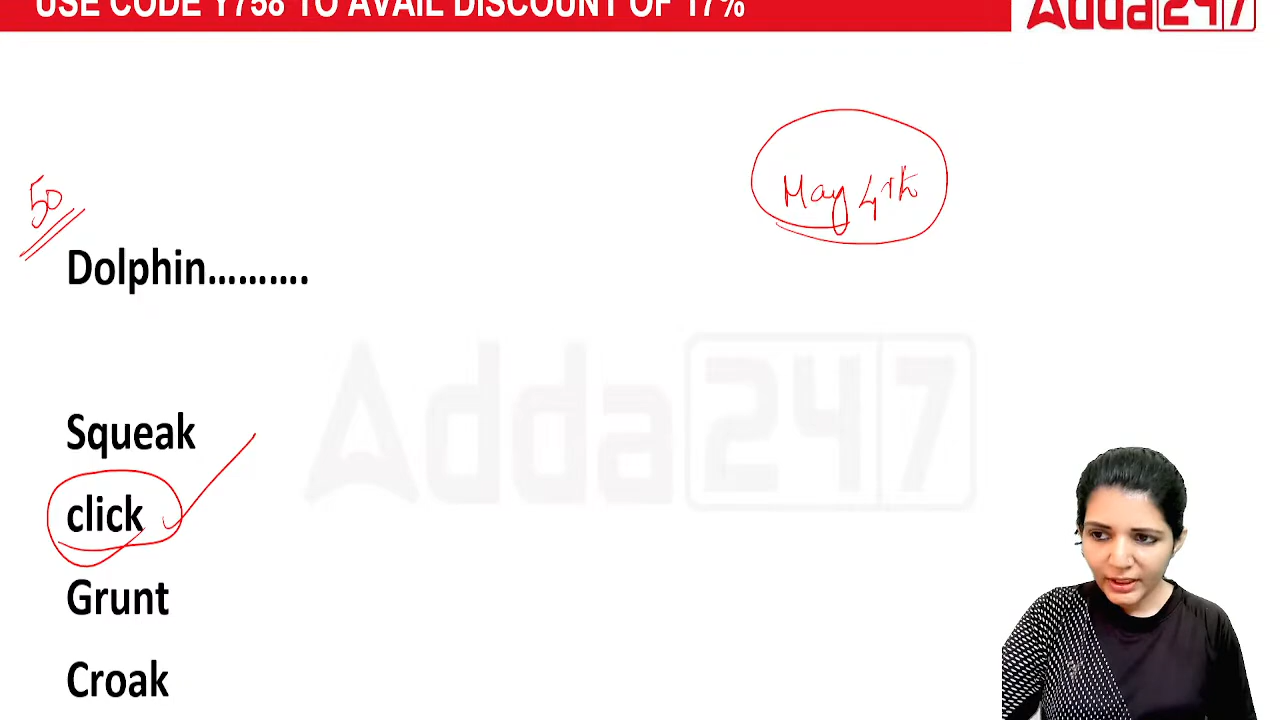 USE CODE Y758 TO AVAIL DISCOUNT OF 17%
Adda247
May 4th
50
Dolphin..........
Adda247
Squeak
click
Grunt
Croak